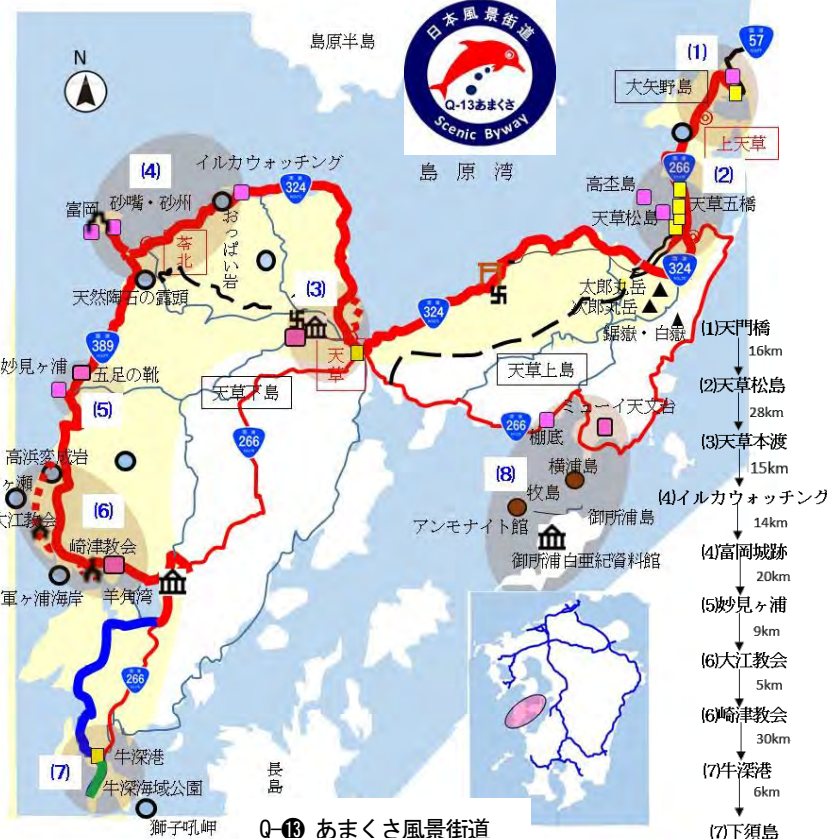 日本風景街道
Q-13あまくさ
Scenic Byway
N
島原半島
島原湾
57
(1)
大矢野島
上天草
266
(2)
高杢島
天草松島
天草五橋
324
太郎丸岳
次郎丸岳
鋸嶽・白嶽
(4)
イルカウォッチング
324
砂嘴・砂州
富岡
苓北
おっぱい岩
天然陶石の露頭
(3)
天草
324
389
妙見ヶ浦
五足の靴
(5)
天草下島
天草上島
266
266
ミューイ天文台
棚底
(8)
横浦島
牧島
御所浦島
アンモナイト館
御所浦白亜紀資料館
高浜変成岩
ヶ瀬
大江教会
(6)
崎津教会
軍ヶ浦海岸
羊角湾
266
(7)
牛深港
牛深海域公園
獅子吼岬
長島
(1)天門橋
16km
(2)天草松島
28km
(3)天草本渡
15km
(4)イルカウォッチング
14km
(4)富岡城跡
20km
(5)妙見ヶ浦
9km
(6)大江教会
5km
(6)崎津教会
30km
(7)牛深港
6km
(7)下須島
Q-⓭ あまくさ風景街道